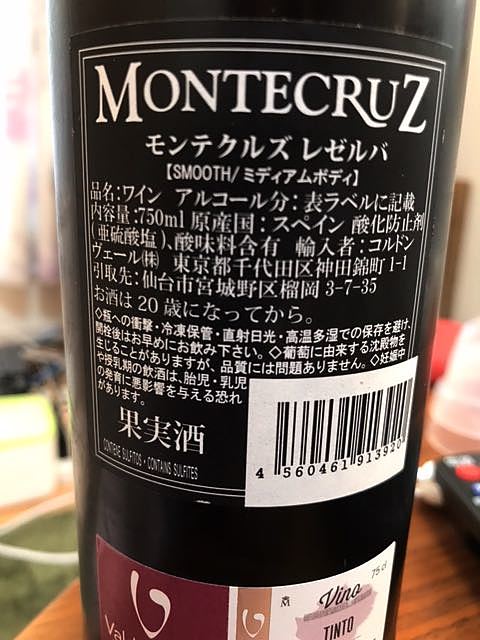 MONTECRUZ
モンテクルズ レゼルバ
【SMOOTH/ミディアムボディ】
品名:ワイン アルコール分:表ラベルに記載
内容量:750ml 原産国:スペイン 酸化防止剤
(亜硫酸塩)、酸味料含有 輸入者:コルドン
ヴェール㈱ 東京都千代田区神田錦町1-1
引取先:仙台市宮城野区榴岡3-7-35
お酒は20歳になってから。
◇瓶への衝撃・冷凍保管・直射日光・高温多湿での保存を避け、
開栓後はお早めにお飲み下さい。◇葡萄に由来する沈殿物を
生じることがありますが、品質には問題ありません。◇妊娠中
や授乳期の飲酒は、胎児・乳児
の発育に悪影響を与える恐れ
があります。
果実酒
CONTIENE SULFITOS・CONTAINS SULFITES
4 560461 913920
Vino
75 cl
TINTO